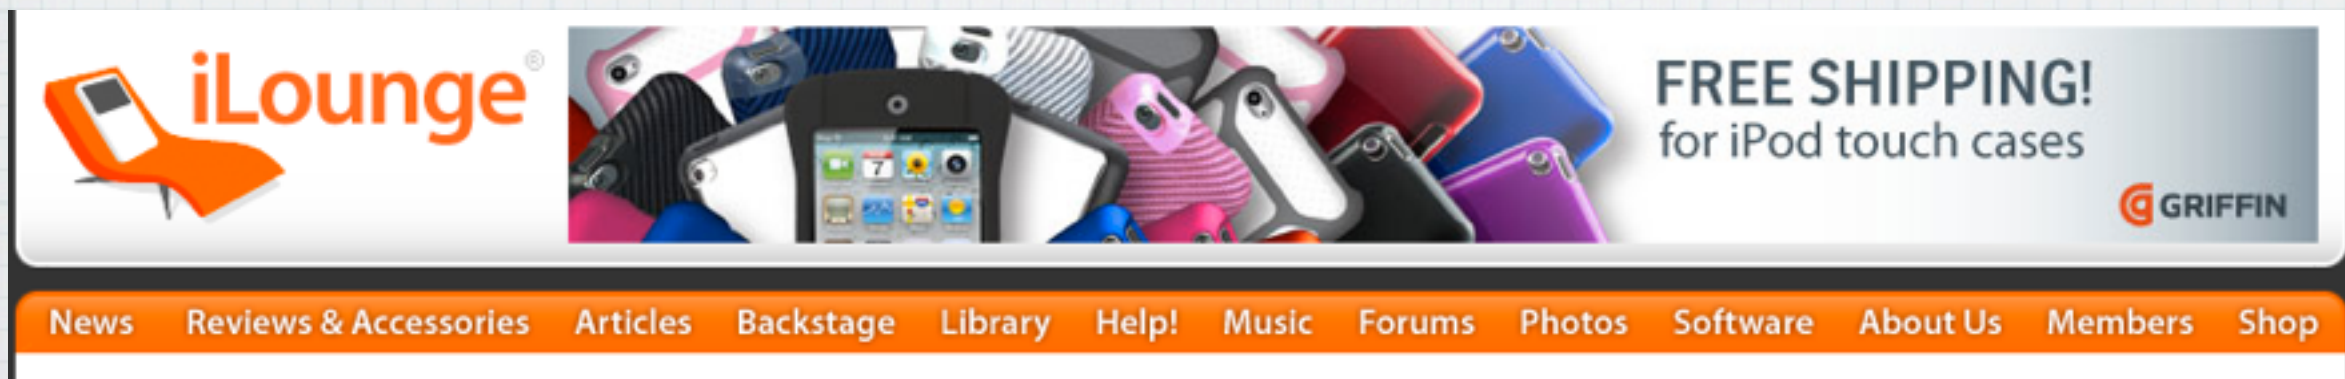 iLounge®
FREE SHIPPING!
for iPod touch cases
GRIFFIN
7
News Reviews & Accessories Articles Backstage Library Help! Music Forums Photos Software About Us Members Shop